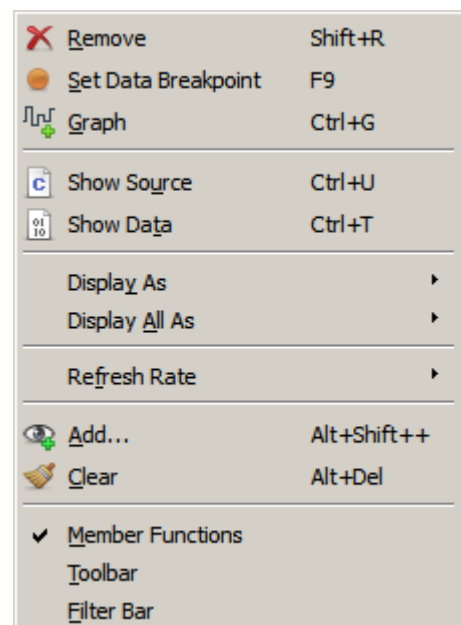 Remove Shift+R
Set Data Breakpoint F9
Graph Ctrl+G
Show Source Ctrl+U
Show Data Ctrl+T
Display As
Display All As
Refresh Rate
Add... Alt+Shift++
Clear Alt+Del
Member Functions
Toolbar
Filter Bar